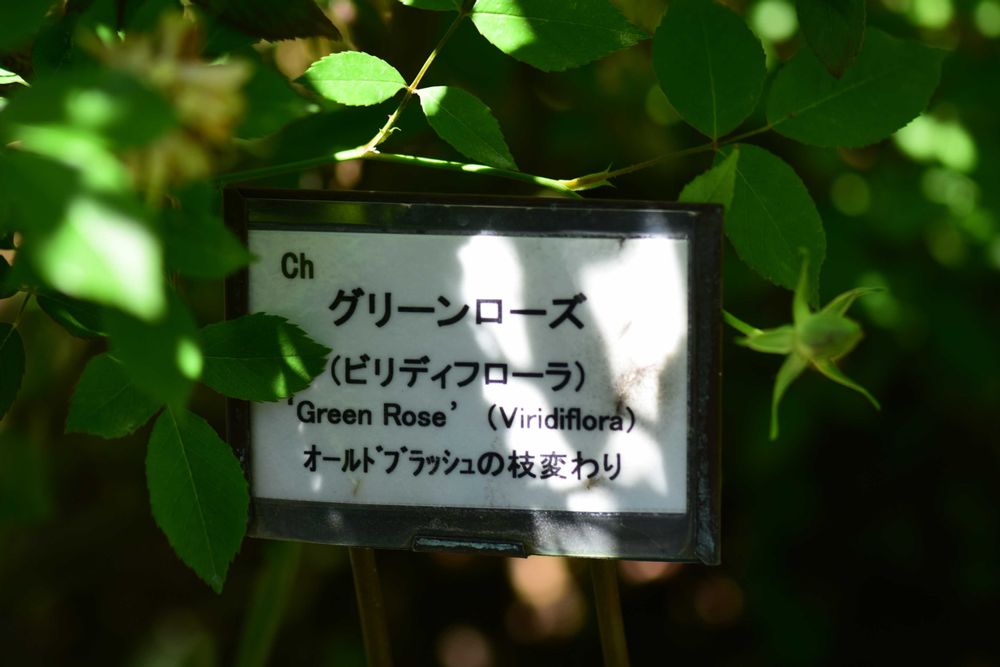 Ch
グリーンローズ
（ビリディフローラ）
‘Green Rose’ （Viridiflora）
オールドブラッシュの枝変わり